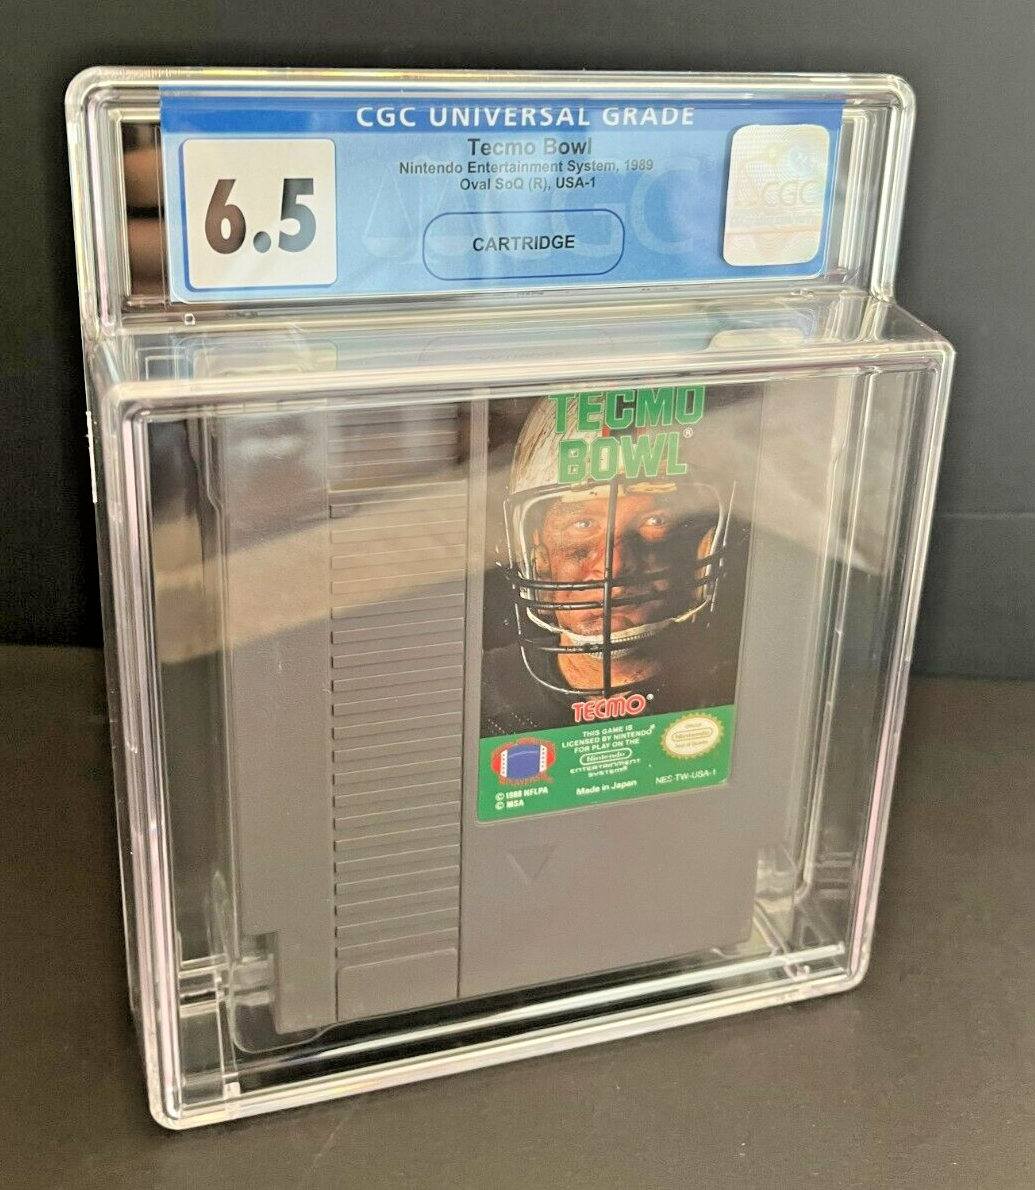 CGC UNIVERSAL GRADE
6.5
Tecmo Bowl
Nintendo Entertainment System, 1989
Oval SoQ (R), USA-1
CARTRIDGE
CGC
TECMO
BOWL®
TECMO®
THIS GAME IS
LICENSED BY NINTENDO®
FOR PLAY ON THE
Nintendo
ENTERTAINMENT
SYSTEM®
Nintendo
© 1988 NFLPA
© MSA
Made in Japan
NES-TW-USA-1